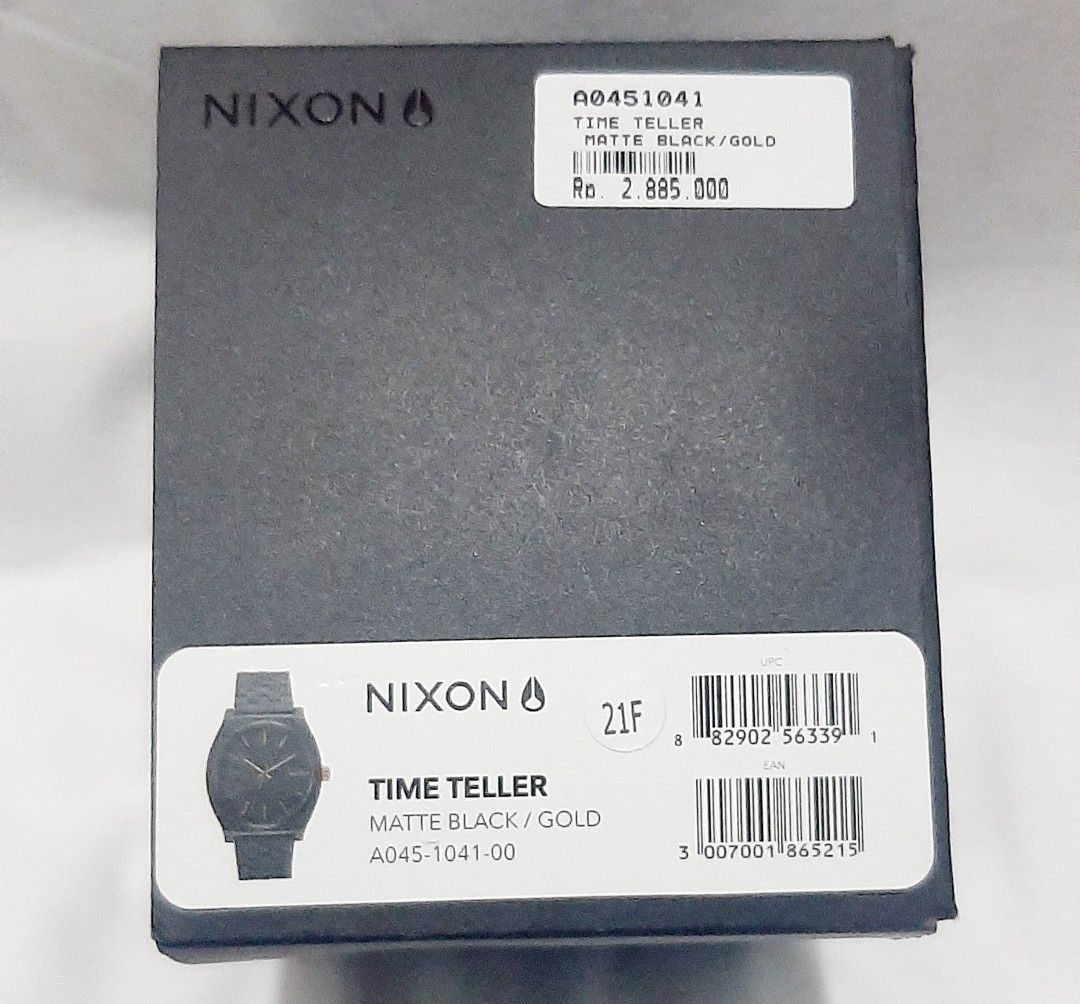 NIXON
A0451041
TIME TELLER
MATTE BLACK/GOLD
Rp. 2.885.000
NIXON
21F
TIME TELLER
MATTE BLACK / GOLD
A045-1041-00
UPC
8 82902 56339 1
EAN
3 007001 865215